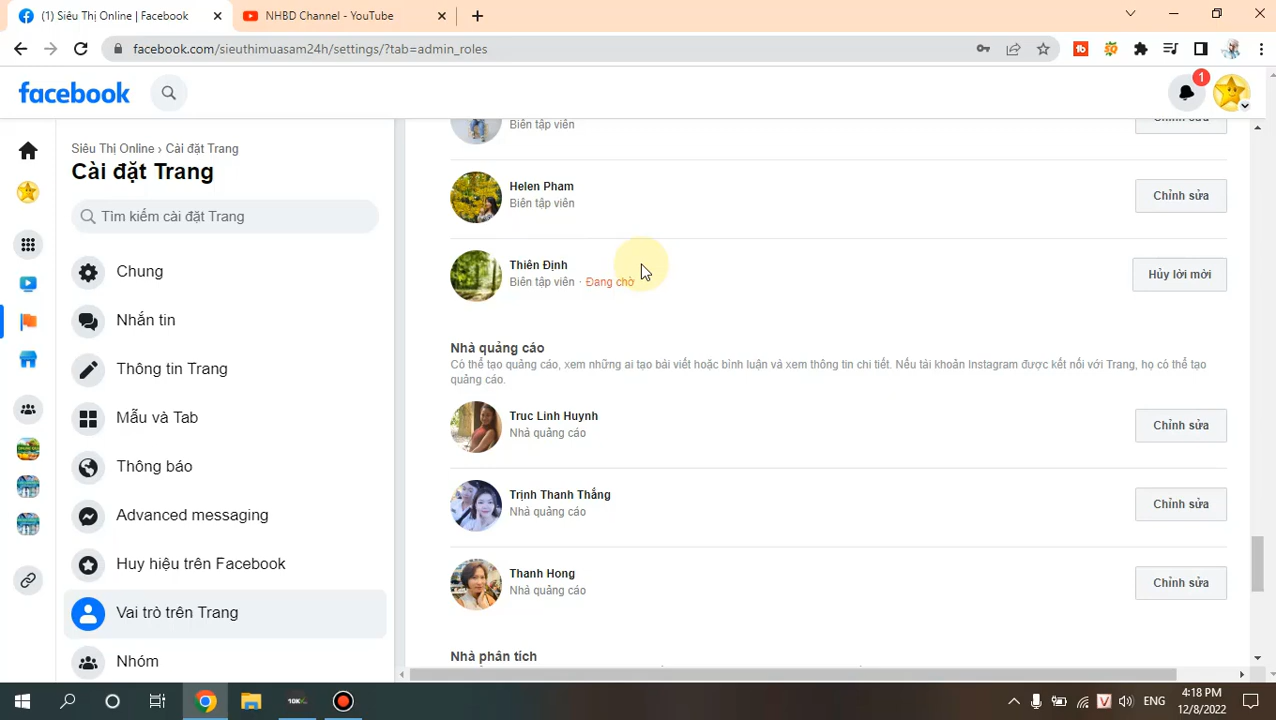 (1) Siêu Thị Online | Facebook
NHBD Channel - YouTube
facebook.com/sieuthimuasam24h/settings/?tab=admin_roles
facebook
1
Siêu Thị Online › Cài đặt Trang
Cài đặt Trang
Tìm kiếm cài đặt Trang
Chung
Nhắn tin
Thông tin Trang
Mẫu và Tab
Thông báo
Advanced messaging
Huy hiệu trên Facebook
Vai trò trên Trang
Nhóm
Biên tập viên
Chỉnh sửa
Helen Pham
Biên tập viên
Chỉnh sửa
Thiên Định
Biên tập viên · Đang chờ
Hủy lời mời
Nhà quảng cáo
Có thể tạo quảng cáo, xem những ai tạo bài viết hoặc bình luận và xem thông tin chi tiết. Nếu tài khoản Instagram được kết nối với Trang, họ có thể tạo
quảng cáo.
Truc Linh Huynh
Nhà quảng cáo
Chỉnh sửa
Trịnh Thanh Thắng
Nhà quảng cáo
Chỉnh sửa
Thanh Hong
Nhà quảng cáo
Chỉnh sửa
Nhà phân tích
10K
V
ENG
4:18 PM
12/8/2022